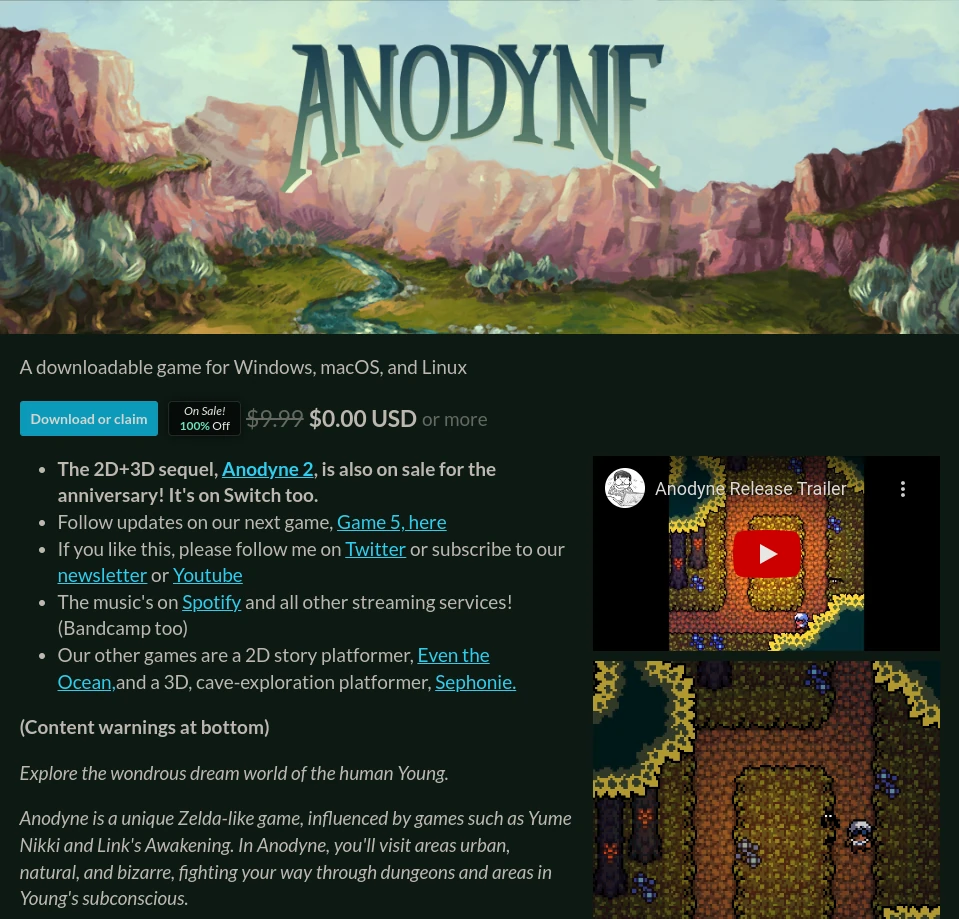 ANODYNE
A downloadable game for Windows, macOS, and Linux
Download or claim
On Sale!
100% Off
$9.99 $0.00 USD or more
• The 2D+3D sequel, Anodyne 2, is also on sale for the
anniversary! It's on Switch too.
• Follow updates on our next game, Game 5, here
• If you like this, please follow me on Twitter or subscribe to our
newsletter or Youtube
• The music's on Spotify and all other streaming services!
(Bandcamp too)
• Our other games are a 2D story platformer, Even the
Ocean,and a 3D, cave-exploration platformer, Sephonie.
(Content warnings at bottom)
Explore the wondrous dream world of the human Young.
Anodyne is a unique Zelda-like game, influenced by games such as Yume
Nikki and Link's Awakening. In Anodyne, you'll visit areas urban,
natural, and bizarre, fighting your way through dungeons and areas in
Young's subconscious.
Anodyne Release Trailer